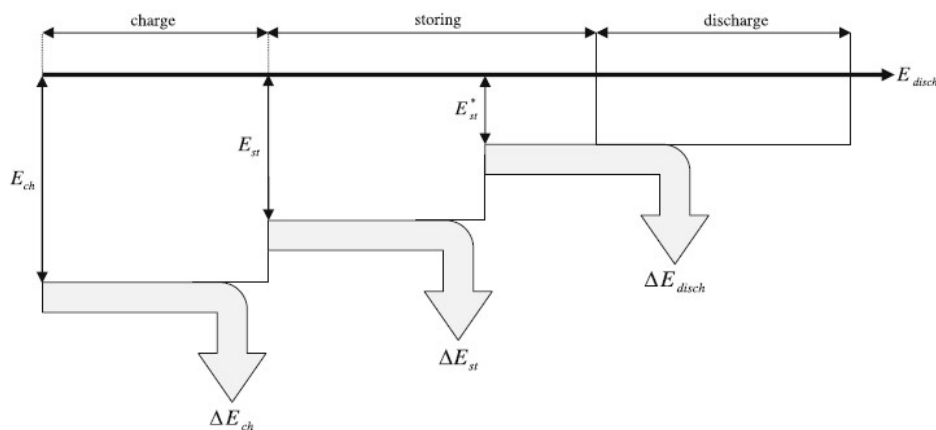 charge storing discharge
E_disch
E*_st
E_st
E_ch
ΔE_disch
ΔE_st
ΔE_ch